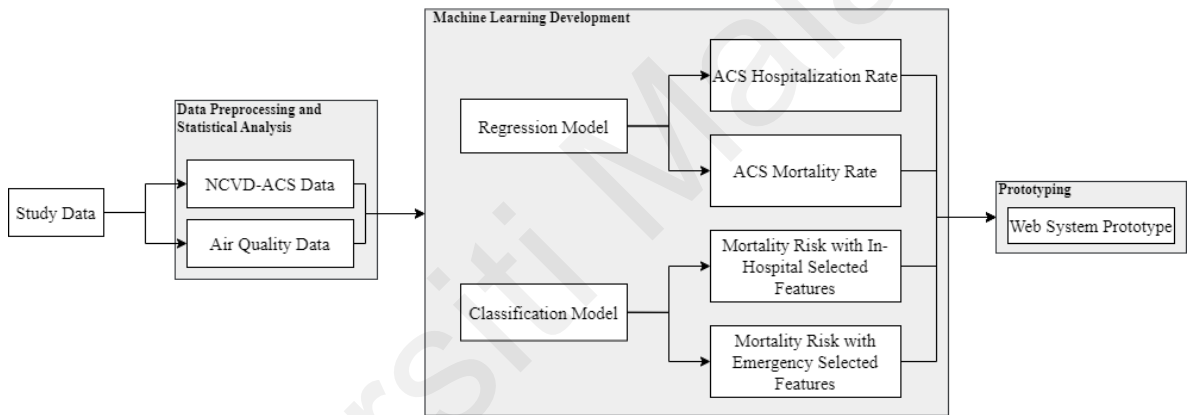 Machine Learning Development
ACS Hospitalization Rate
Data Preprocessing and
Statistical Analysis
Regression Model
NCVD-ACS Data
ACS Mortality Rate
Prototyping
Study Data
Web System Prototype
Air Quality Data
Mortality Risk with In-
Hospital Selected
Features
Classification Model
Mortality Risk with
Emergency Selected
Features